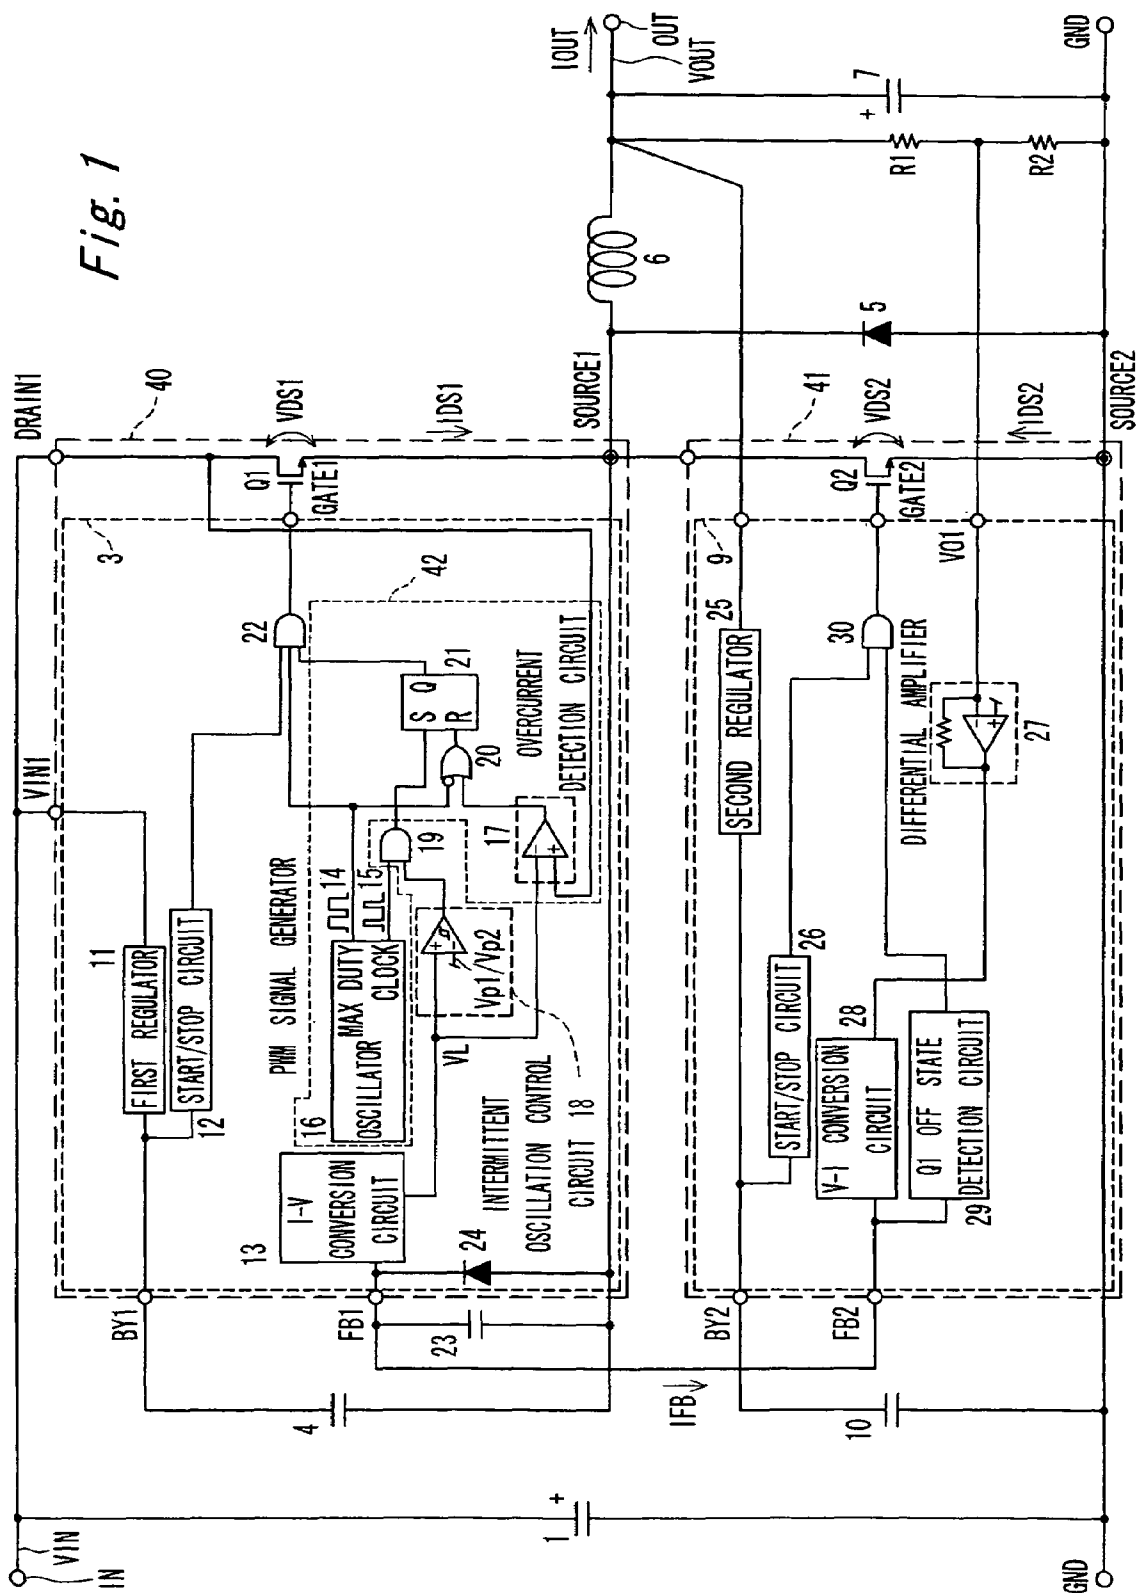 Fig. 1
IN
VIN
VIN1
DRAIN1
40
3
11
FIRST REGULATOR
START/STOP CIRCUIT
12
22
Q1
GATE1
VDS1
IDS1
BY1
4
1
+
13
I-V
CONVERSION
CIRCUIT
16
PWM SIGNAL GENERATOR
MAX DUTY
OSCILLATOR
CLOCK
14
15
42
S Q
R
21
20
19
17
-
+
OVERCURRENT
DETECTION CIRCUIT
+
-
Vp1/Vp2
VL
INTERMITTENT
OSCILLATION CONTROL
CIRCUIT 18
FB1
23
24
SOURCE1
6
IOUT
OUT
VOUT
7
+
R1
R2
5
IFB
BY2
10
FB2
9
25
SECOND REGULATOR
26
START/STOP CIRCUIT
30
Q2
GATE2
VDS2
41
IDS2
28
V-I CONVERSION
CIRCUIT
Q1 OFF STATE
DETECTION CIRCUIT
29
DIFFERENTIAL AMPLIFIER
-
+
27
VO1
SOURCE2
GND
GND